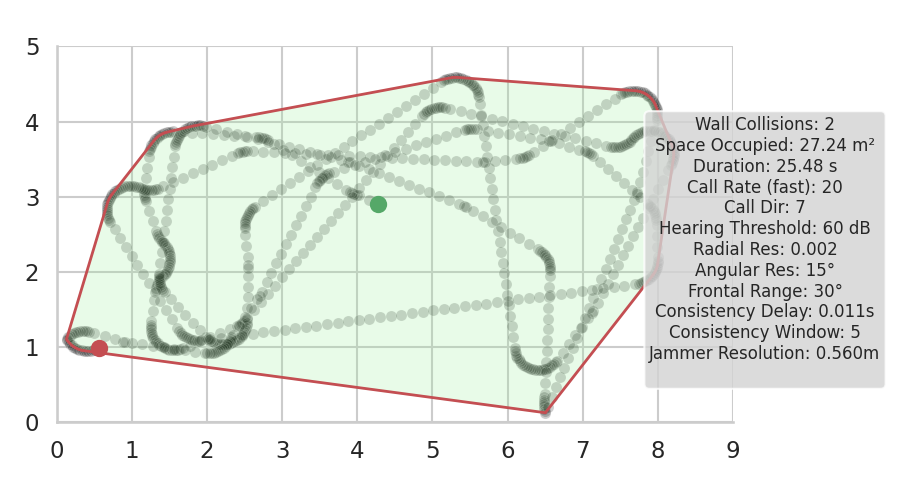 5
4
3
2
1
0
0 1 2 3 4 5 6 7 8 9
Wall Collisions: 2
Space Occupied: 27.24 m²
Duration: 25.48 s
Call Rate (fast): 20
Call Dir: 7
Hearing Threshold: 60 dB
Radial Res: 0.002
Angular Res: 15°
Frontal Range: 30°
Consistency Delay: 0.011s
Consistency Window: 5
Jammer Resolution: 0.560m